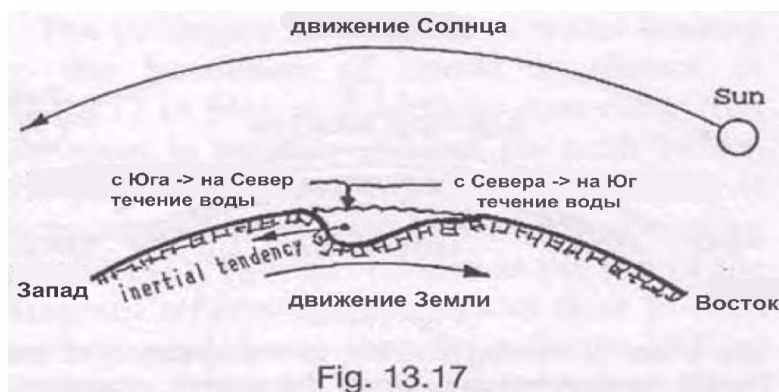 движение Солнца
Sun
с Юга -> на Север
течение воды
с Севера -> на Юг
течение воды
inertial tendency
Запад
движение Земли
Восток
Fig. 13.17